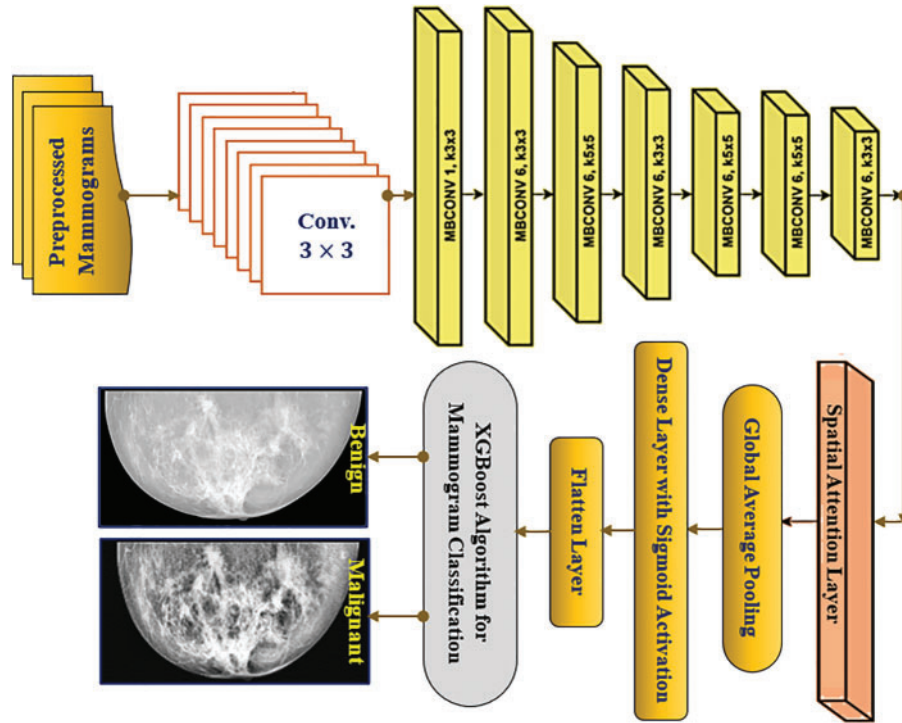 Preprocessed
Mammograms
Conv.
3 × 3
MBCONV 1, k3x3
MBCONV 6, k3x3
MBCONV 6, k5x5
MBCONV 6, k3x3
MBCONV 6, k5x5
MBCONV 6, k5x5
MBCONV 6, k3x3
Spatial Attention Layer
Global Average Pooling
Dense Layer with Sigmoid Activation
Flatten Layer
XGBoost Algorithm for
Mammogram Classification
Benign
Malignant